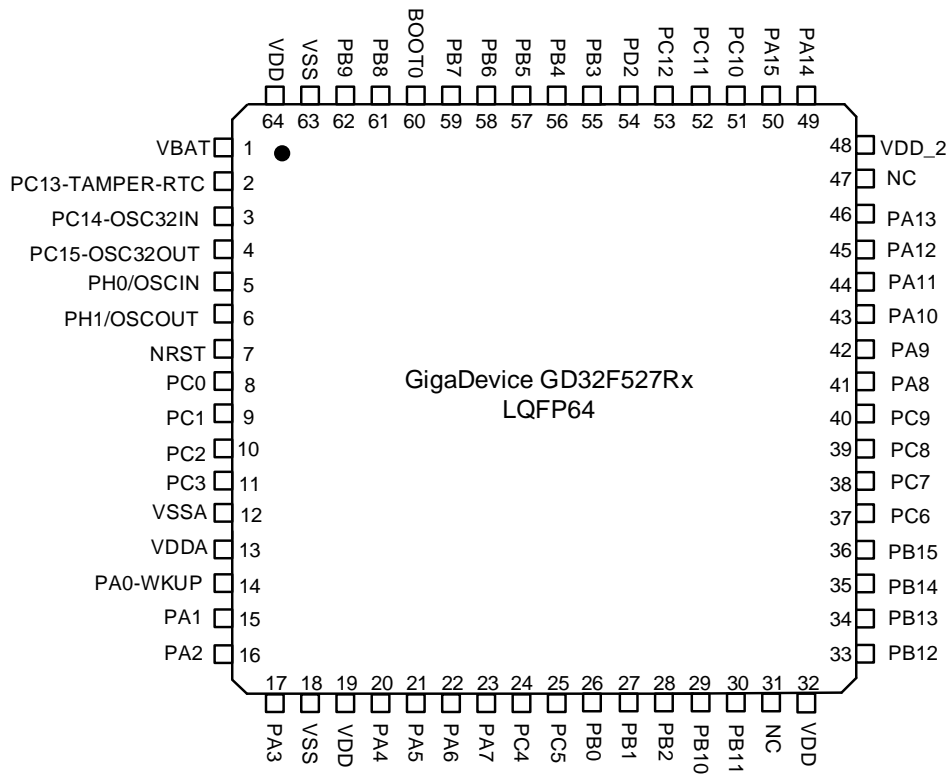 VDD VSS PB9 PB8 BOOT0 PB7 PB6 PB5 PB4 PB3 PD2 PC12 PC11 PC10 PA15 PA14
64 63 62 61 60 59 58 57 56 55 54 53 52 51 50 49
VBAT 1
PC13-TAMPER-RTC 2
PC14-OSC32IN 3
PC15-OSC32OUT 4
PH0/OSCIN 5
PH1/OSCOUT 6
NRST 7
PC0 8
PC1 9
PC2 10
PC3 11
VSSA 12
VDDA 13
PA0-WKUP 14
PA1 15
PA2 16
GigaDevice GD32F527Rx
LQFP64
48 VDD_2
47 NC
46 PA13
45 PA12
44 PA11
43 PA10
42 PA9
41 PA8
40 PC9
39 PC8
38 PC7
37 PC6
36 PB15
35 PB14
34 PB13
33 PB12
17 18 19 20 21 22 23 24 25 26 27 28 29 30 31 32
PA3 VSS VDD PA4 PA5 PA6 PA7 PC4 PC5 PB0 PB1 PB2 PB10 PB11 NC VDD